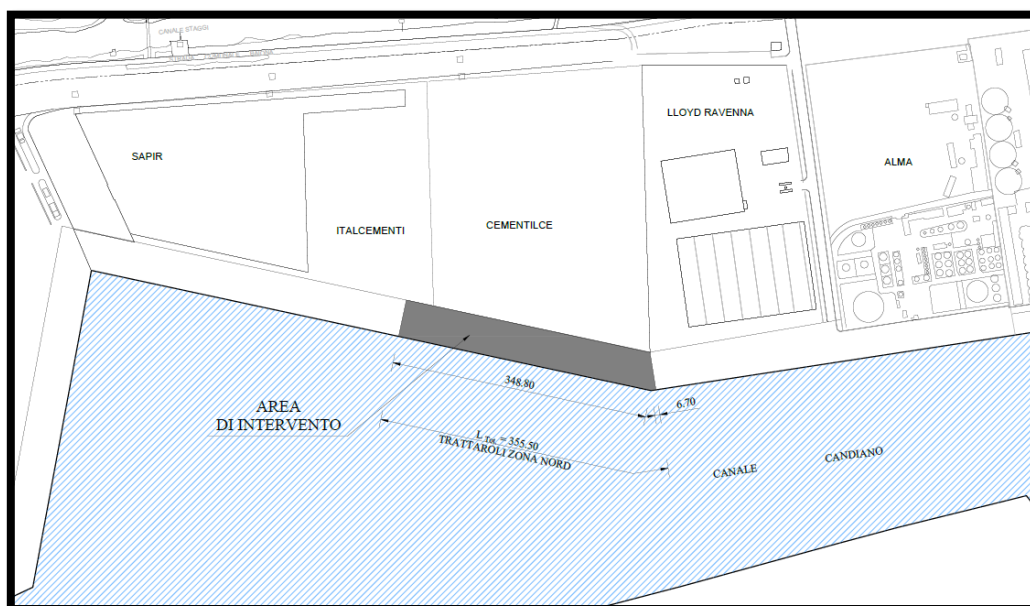 CANALE STAGGI
LLOYD RAVENNA
SAPIR
ALMA
ITALCEMENTI
CEMENTILCE
348.80
6.70
AREA
DI INTERVENTO
L Tot. = 355.50
TRATTAROLI ZONA NORD
CANALE CANDIANO